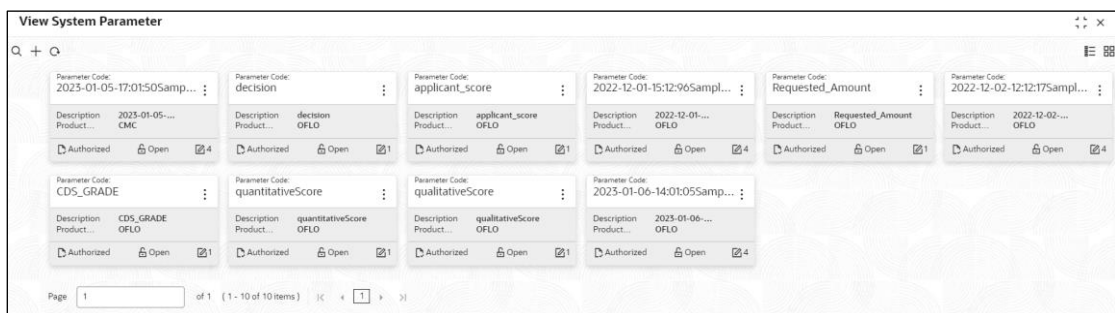 View System Parameter
Parameter Code:
2023-01-05-17:01:50Samp...
Description 2023-01-05-...
Product... CMC
Authorized Open 4
Parameter Code:
decision
Description decision
Product... OFLO
Authorized Open 1
Parameter Code:
applicant_score
Description applicant_score
Product... OFLO
Authorized Open 1
Parameter Code:
2022-12-01-15:12:96Sampl...
Description 2022-12-01-...
Product... OFLO
Authorized Open 4
Parameter Code:
Requested_Amount
Description Requested_Amount
Product... OFLO
Authorized Open 1
Parameter Code:
2022-12-02-12:12:17Sampl...
Description 2022-12-02-...
Product... OFLO
Authorized Open 4
Parameter Code:
CDS_GRADE
Description CDS_GRADE
Product... OFLO
Authorized Open 1
Parameter Code:
quantitativeScore
Description quantitativeScore
Product... OFLO
Authorized Open 1
Parameter Code:
qualitativeScore
Description qualitativeScore
Product... OFLO
Authorized Open 1
Parameter Code:
2023-01-06-14:01:05Samp...
Description 2023-01-06-...
Product... OFLO
Authorized Open 4
Page 1 of 1 (1 - 10 of 10 items) 1